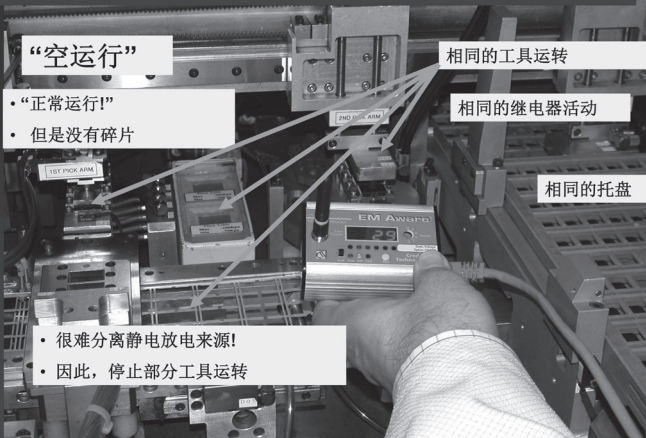 “空运行”
相同的工具运转
•“正常运行!”
• 但是没有碎片
相同的继电器活动
2ND PICK ARM
1ST PICK ARM
相同的托盘
EM Aware
29
• 很难分离静电放电来源!
• 因此，停止部分工具运转